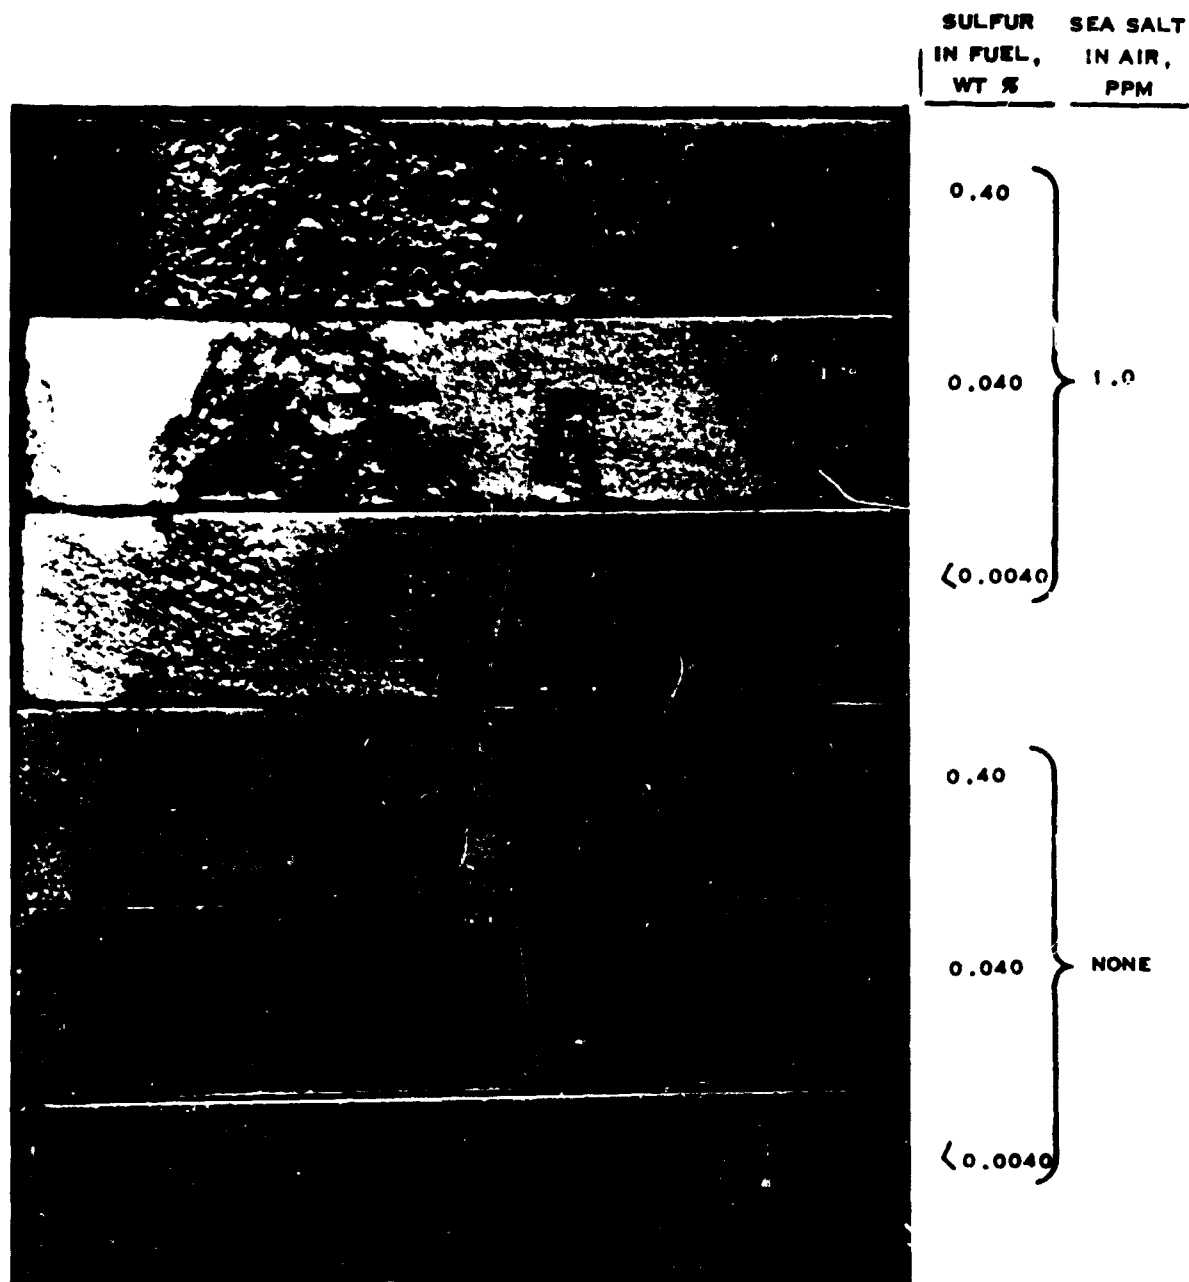 SULFUR
IN FUEL,
WT %
SEA SALT
IN AIR,
PPM
0.40
0.040
1.0
<0.0040
0.40
0.040
NONE
<0.0040